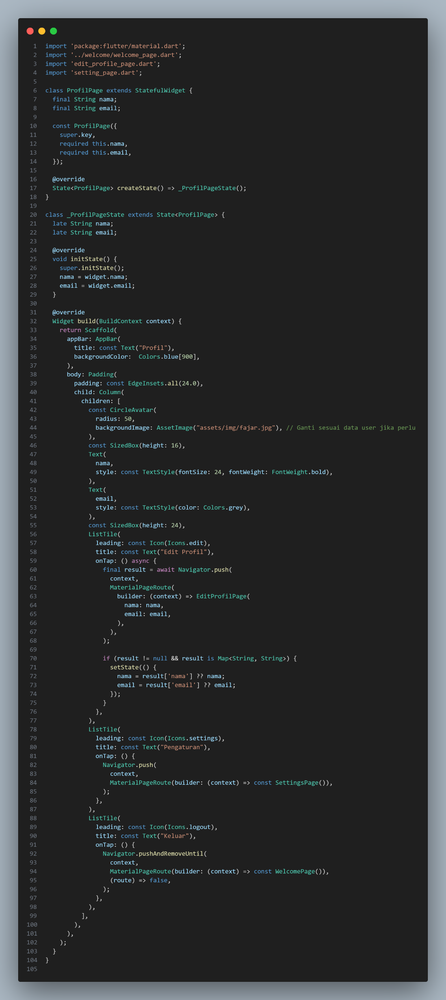 1 import 'package:flutter/material.dart';
2 import '../welcome/welcome_page.dart';
3 import 'edit_profile_page.dart';
4 import 'setting_page.dart';
5
6 class ProfilPage extends StatefulWidget {
7   final String nama;
8   final String email;
9
10   const ProfilPage({
11     super.key,
12     required this.nama,
13     required this.email,
14   });
15
16   @override
17   State<ProfilPage> createState() => _ProfilPageState();
18 }
19
20 class _ProfilPageState extends State<ProfilPage> {
21   late String nama;
22   late String email;
23
24   @override
25   void initState() {
26     super.initState();
27     nama = widget.nama;
28     email = widget.email;
29   }
30
31   @override
32   Widget build(BuildContext context) {
33     return Scaffold(
34       appBar: AppBar(
35         title: const Text("Profil"),
36         backgroundColor:  Colors.blue[900],
37       ),
38       body: Padding(
39         padding: const EdgeInsets.all(24.0),
40         child: Column(
41           children: [
42             const CircleAvatar(
43               radius: 50,
44               backgroundImage: AssetImage("assets/img/fajar.jpg"), // Ganti sesuai data user jika perlu
45             ),
46             const SizedBox(height: 16),
47             Text(
48               nama,
49               style: const TextStyle(fontSize: 24, fontWeight: FontWeight.bold),
50             ),
51             Text(
52               email,
53               style: const TextStyle(color: Colors.grey),
54             ),
55             const SizedBox(height: 24),
56             ListTile(
57               leading: const Icon(Icons.edit),
58               title: const Text("Edit Profil"),
59               onTap: () async {
60                 final result = await Navigator.push(
61                   context,
62                   MaterialPageRoute(
63                     builder: (context) => EditProfilPage(
64                       nama: nama,
65                       email: email,
66                     ),
67                   ),
68                 );
69
70                 if (result != null && result is Map<String, String>) {
71                   setState(() {
72                     nama = result['nama'] ?? nama;
73                     email = result['email'] ?? email;
74                   });
75                 }
76               },
77             ),
78             ListTile(
79               leading: const Icon(Icons.settings),
80               title: const Text("Pengaturan"),
81               onTap: () {
82                 Navigator.push(
83                   context,
84                   MaterialPageRoute(builder: (context) => const SettingsPage()),
85                 );
86               },
87             ),
88             ListTile(
89               leading: const Icon(Icons.logout),
90               title: const Text("Keluar"),
91               onTap: () {
92                 Navigator.pushAndRemoveUntil(
93                   context,
94                   MaterialPageRoute(builder: (context) => const WelcomePage()),
95                   (route) => false,
96                 );
97               },
98             ),
99           ],
100         ),
101       ),
102     );
103   }
104 }
105